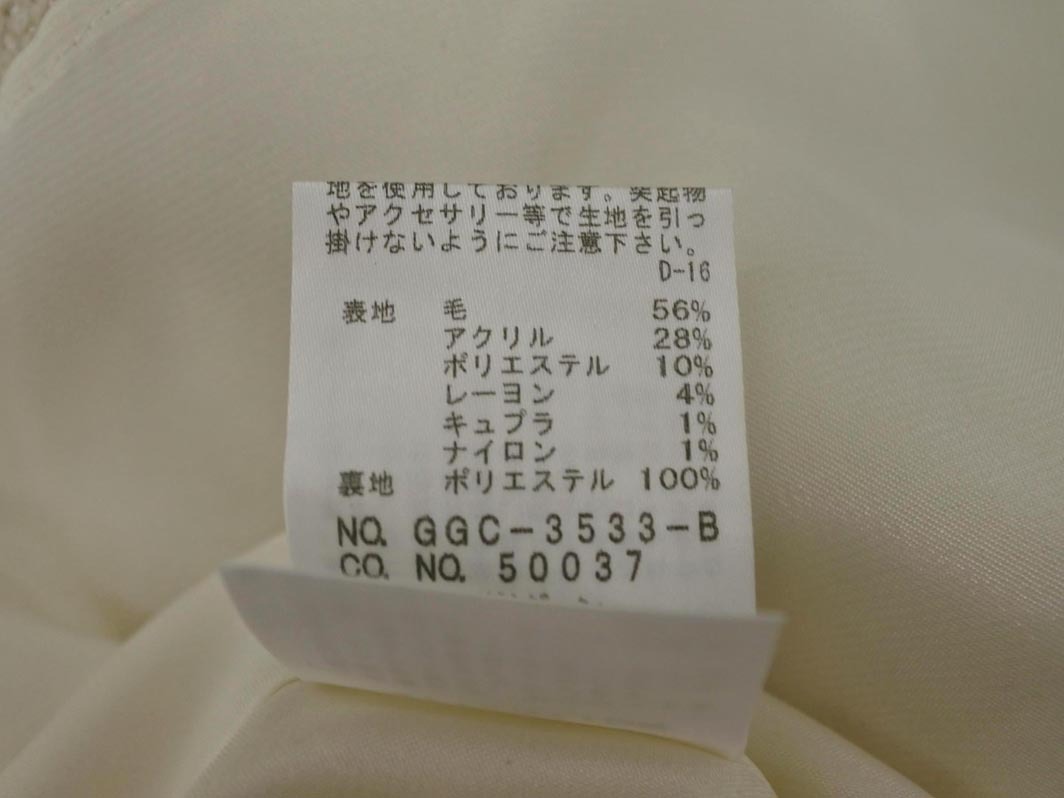 地を使用しております。突起物
やアクセサリー等で生地を引っ
掛けないようにご注意下さい。
D-16
表地 毛 56%
アクリル 28%
ポリエステル 10%
レーヨン 4%
キュプラ 1%
ナイロン 1%
裏地 ポリエステル 100%
NO. GGC-3533-B
CO. NO. 50037